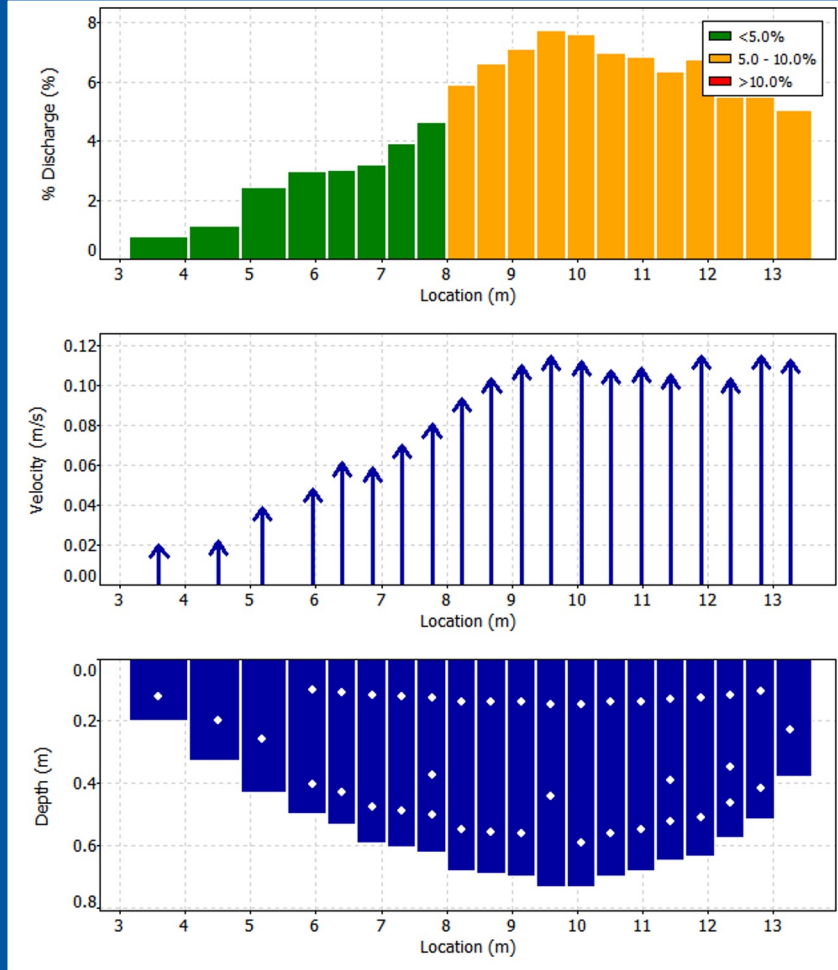 % Discharge (%)
8
6
4
2
0
<5.0%
5.0 - 10.0%
>10.0%
3 4 5 6 7 8 9 10 11 12 13
Location (m)
Velocity (m/s)
0.12
0.10
0.08
0.06
0.04
0.02
0.00
3 4 5 6 7 8 9 10 11 12 13
Location (m)
Depth (m)
0.0
0.2
0.4
0.6
0.8
3 4 5 6 7 8 9 10 11 12 13
Location (m)